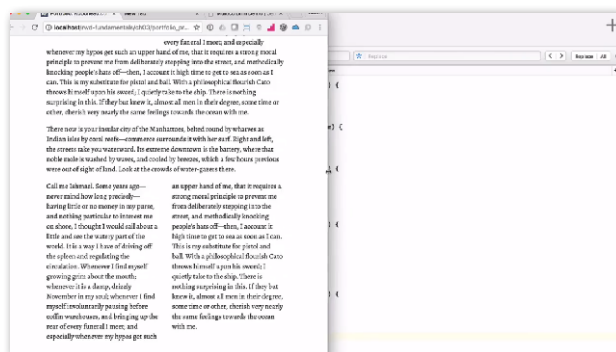 localhost
every funeral I meet; and especially
whenever my hypos get such an upper hand of me, that it requires a strong moral
principle to prevent me from deliberately stepping into the street, and methodically
knocking people's hats off—then, I account it high time to get to sea as soon as I
can. This is my substitute for pistol and ball. With a philosophical flourish Cato
throws himself upon his sword; I quietly take to the ship. There is nothing
surprising in this. If they but knew it, almost all men in their degree, some time or
other, cherish very nearly the same feelings towards the ocean with me.
There now is your insular city of the Manhattoes, belted round by wharves as
Indian isles by coral reefs—commerce surrounds it with her surf. Right and left,
the streets take you waterward. Its extreme downtown is the battery, where that
noble mole is washed by waves, and cooled by breezes, which a few hours previous
were out of sight of land. Look at the crowds of water-gazers there.
Call me Ishmael. Some years ago—
never mind how long precisely—
having little or no money in my purse,
and nothing particular to interest me
on shore, I thought I would sail about a
little and see the watery part of the
world. It is a way I have of driving off
the spleen and regulating the
circulation. Whenever I find myself
growing grim about the mouth;
whenever it is a damp, drizzly
November in my soul; whenever I find
myself involuntarily pausing before
coffin warehouses, and bringing up the
rear of every funeral I meet; and
especially whenever my hypos get such
an upper hand of me, that it requires a
strong moral principle to prevent me
from deliberately stepping into the
street, and methodically knocking
people's hats off—then, I account it
high time to get to sea as soon as I can.
This is my substitute for pistol and
ball. With a philosophical flourish Cato
throws himself upon his sword; I
quietly take to the ship. There is
nothing surprising in this. If they but
knew it, almost all men in their degree,
some time or other, cherish very nearly
the same feelings towards the ocean
with me.
Replace
Replace All